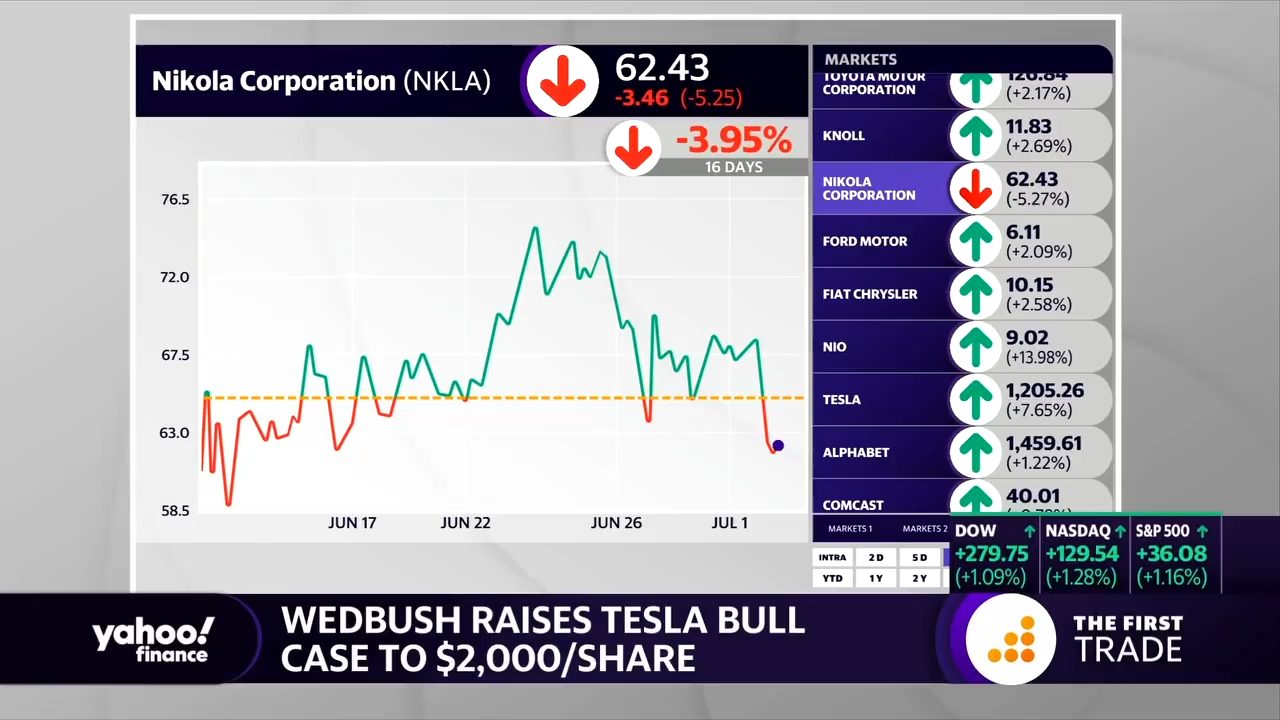 Nikola Corporation (NKLA)
62.43
-3.46 (-5.25)
-3.95%
16 DAYS
76.5
72.0
67.5
63.0
58.5
JUN 17
JUN 22
JUN 26
JUL 1
MARKETS
TOYOTA MOTOR
CORPORATION
126.84
(+2.17%)
KNOLL
11.83
(+2.69%)
NIKOLA
CORPORATION
62.43
(-5.27%)
FORD MOTOR
6.11
(+2.09%)
FIAT CHRYSLER
10.15
(+2.58%)
NIO
9.02
(+13.98%)
TESLA
1,205.26
(+7.65%)
ALPHABET
1,459.61
(+1.22%)
COMCAST
40.01
MARKETS 1
MARKETS 2
INTRA
2 D
5 D
YTD
1 Y
2 Y
DOW
+279.75
(+1.09%)
NASDAQ
+129.54
(+1.28%)
S&P 500
+36.08
(+1.16%)
yahoo!
finance
WEDBUSH RAISES TESLA BULL
CASE TO $2,000/SHARE
THE FIRST
TRADE